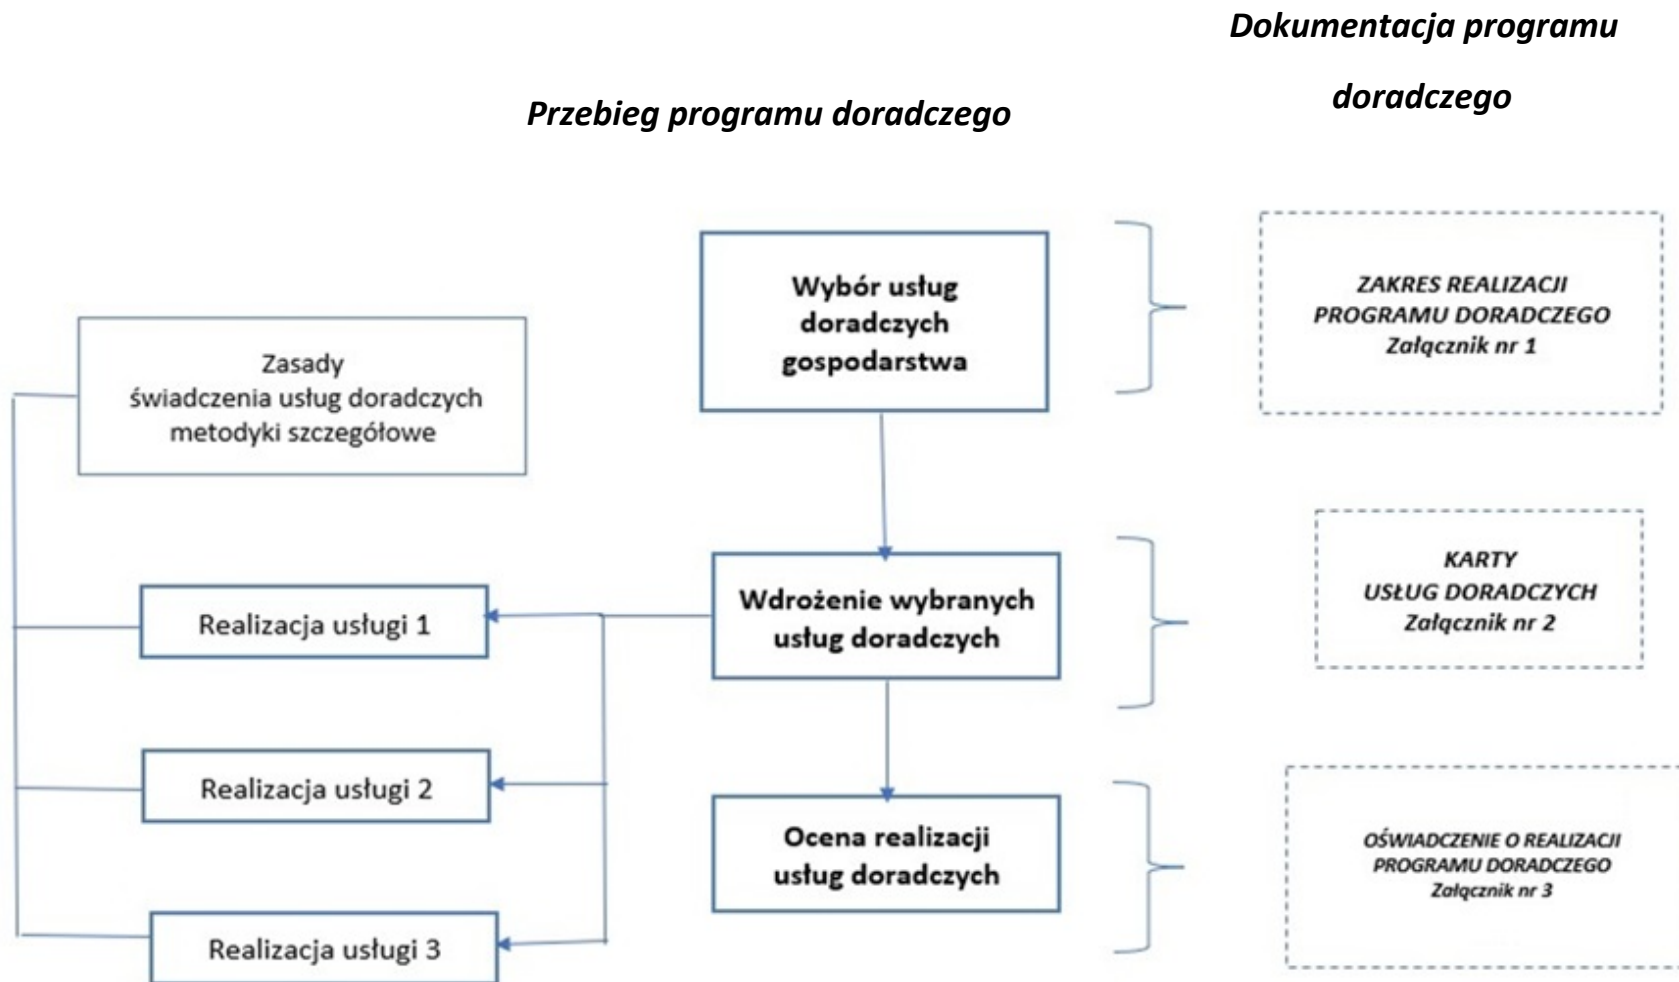 Dokumentacja programu
doradczego
Przebieg programu doradczego
Wybór usług
doradczych
gospodarstwa
ZAKRES REALIZACJI
PROGRAMU DORADCZEGO
Załącznik nr 1
Zasady
świadczenia usług doradczych
metodyki szczegółowe
Wdrożenie wybranych
usług doradczych
KARTY
USŁUG DORADCZYCH
Załącznik nr 2
Realizacja usługi 1
Realizacja usługi 2
Ocena realizacji
usług doradczych
OŚWIADCZENIE O REALIZACJI
PROGRAMU DORADCZEGO
Załącznik nr 3
Realizacja usługi 3